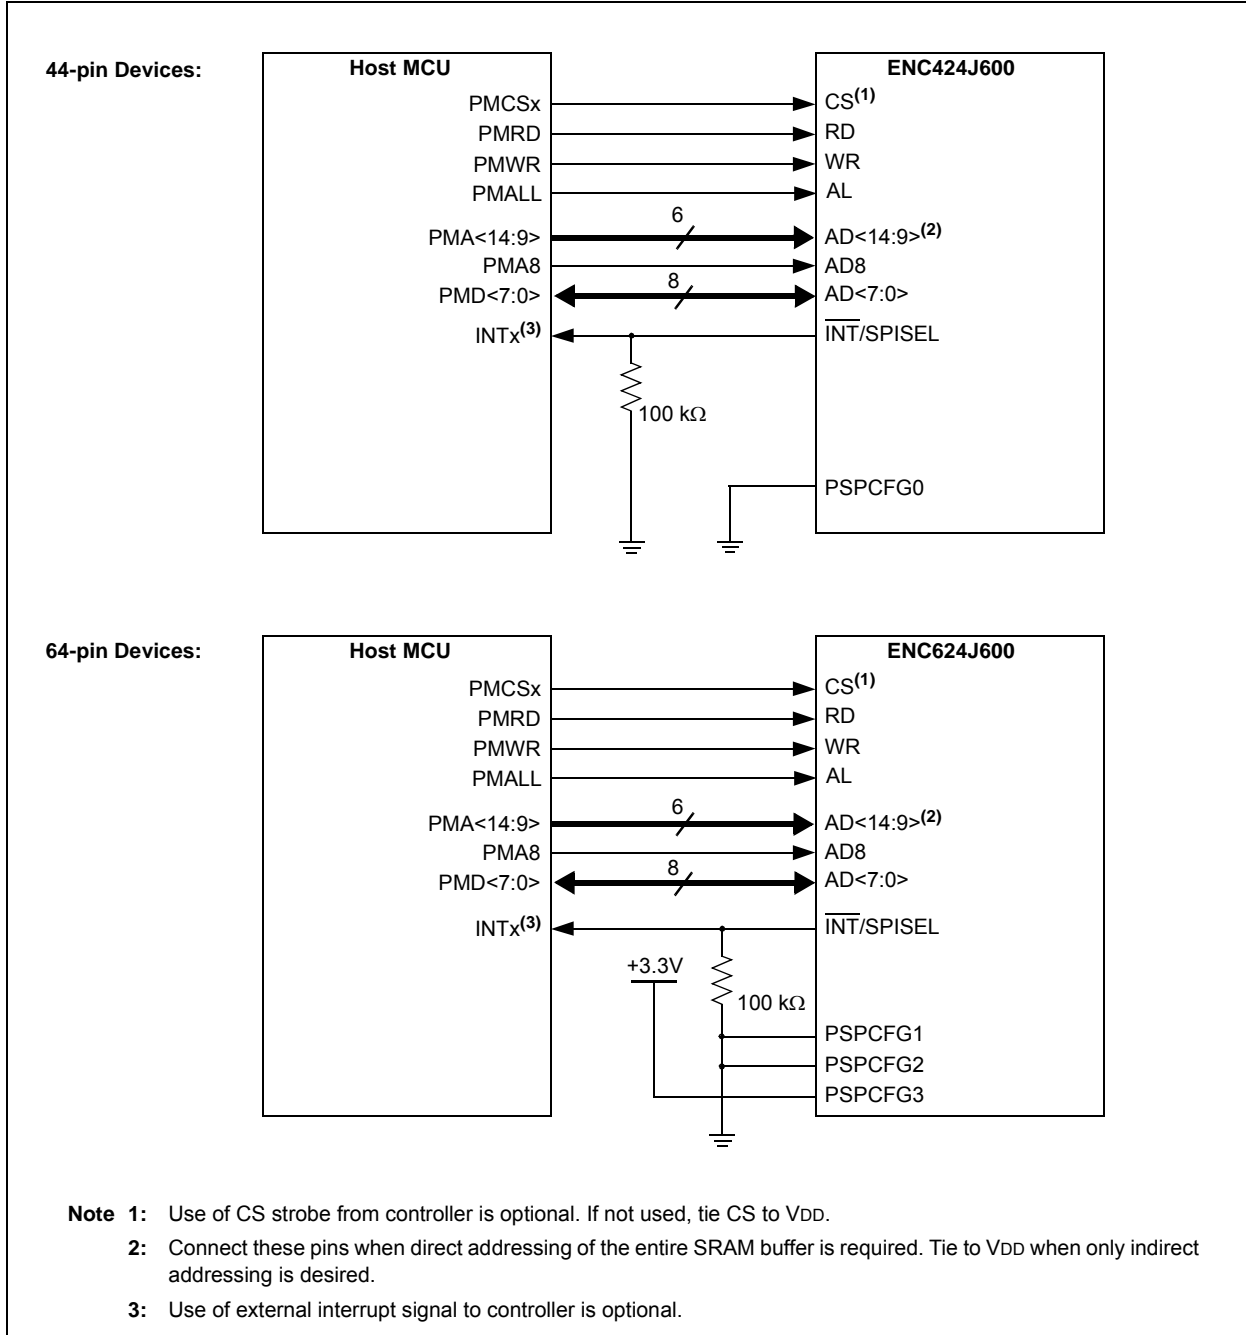 44-pin Devices:
Host MCU
ENC424J600
PMCSx
CS(1)
PMRD
RD
PMWR
WR
PMALL
AL
6
PMA<14:9>
AD<14:9>(2)
PMA8
AD8
8
PMD<7:0>
AD<7:0>
INTx(3)
INT/SPISEL
100 kΩ
PSPCFG0
64-pin Devices:
Host MCU
ENC624J600
PMCSx
CS(1)
PMRD
RD
PMWR
WR
PMALL
AL
6
PMA<14:9>
AD<14:9>(2)
PMA8
AD8
8
PMD<7:0>
AD<7:0>
INTx(3)
INT/SPISEL
+3.3V
100 kΩ
PSPCFG1
PSPCFG2
PSPCFG3
Note 1: Use of CS strobe from controller is optional. If not used, tie CS to VDD.
2: Connect these pins when direct addressing of the entire SRAM buffer is required. Tie to VDD when only indirect
addressing is desired.
3: Use of external interrupt signal to controller is optional.